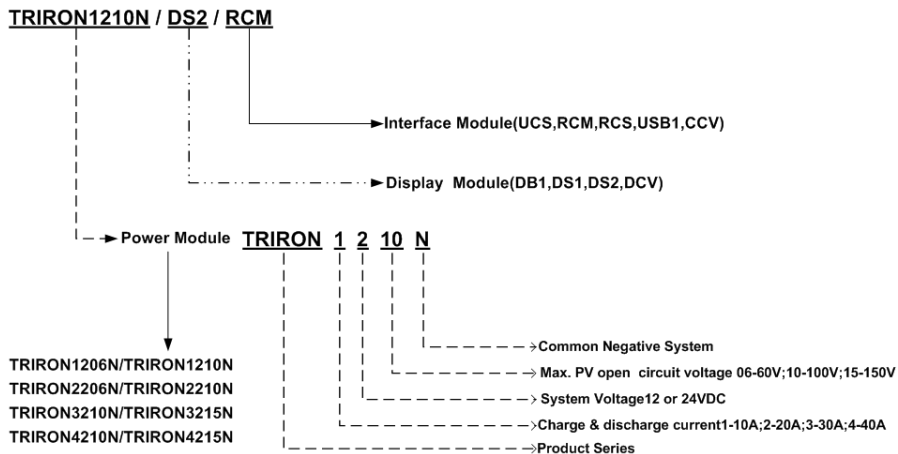 TRIRON1210N / DS2 / RCM
Interface Module(UCS,RCM,RCS,USB1,CCV)
Display Module(DB1,DS1,DS2,DCV)
Power Module TRIRON 1 2 10 N
Common Negative System
TRIRON1206N/TRIRON1210N
Max. PV open circuit voltage 06-60V;10-100V;15-150V
TRIRON2206N/TRIRON2210N
System Voltage12 or 24VDC
TRIRON3210N/TRIRON3215N
Charge & discharge current1-10A;2-20A;3-30A;4-40A
TRIRON4210N/TRIRON4215N
Product Series